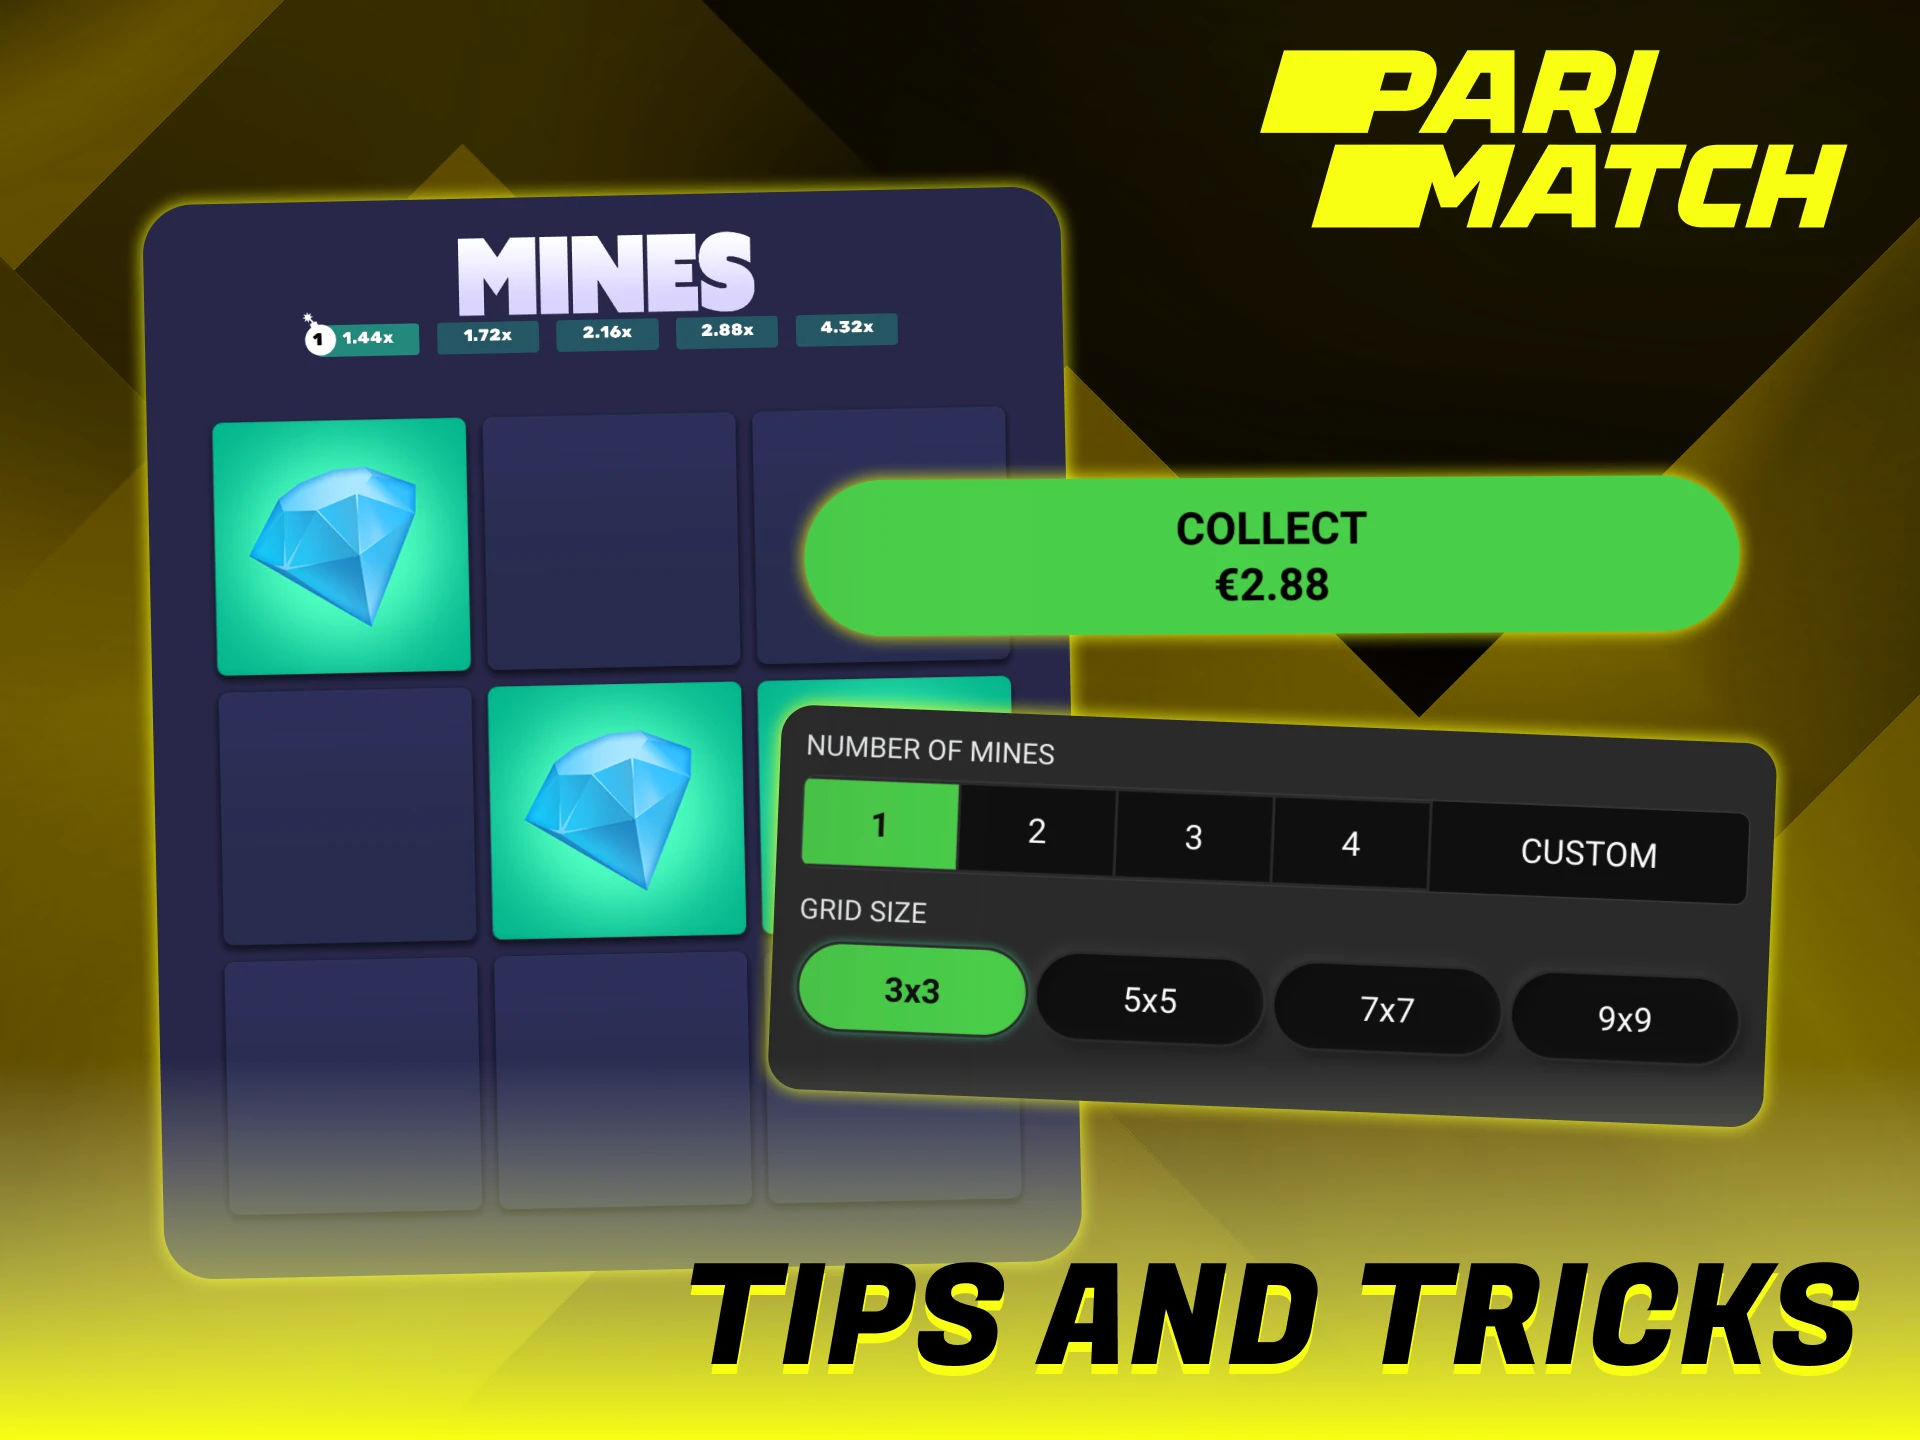 PARI
MATCH
MINES
1 1.44x 1.72x 2.16x 2.88x 4.32x
COLLECT
€2.88
NUMBER OF MINES
1 2 3 4 CUSTOM
GRID SIZE
3x3 5x5 7x7 9x9
TIPS AND TRICKS